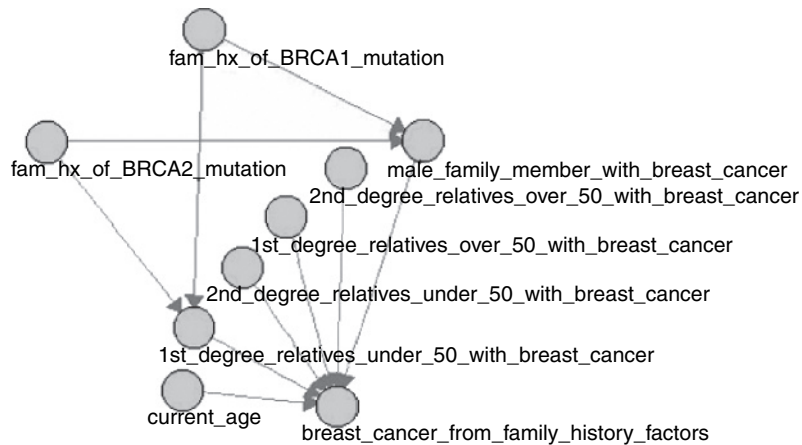 fam_hx_of_BRCA1_mutation
fam_hx_of_BRCA2_mutation
male_family_member_with_breast_cancer
2nd_degree_relatives_over_50_with_breast_cancer
1st_degree_relatives_over_50_with_breast_cancer
2nd_degree_relatives_under_50_with_breast_cancer
1st_degree_relatives_under_50_with_breast_cancer
current_age
breast_cancer_from_family_history_factors